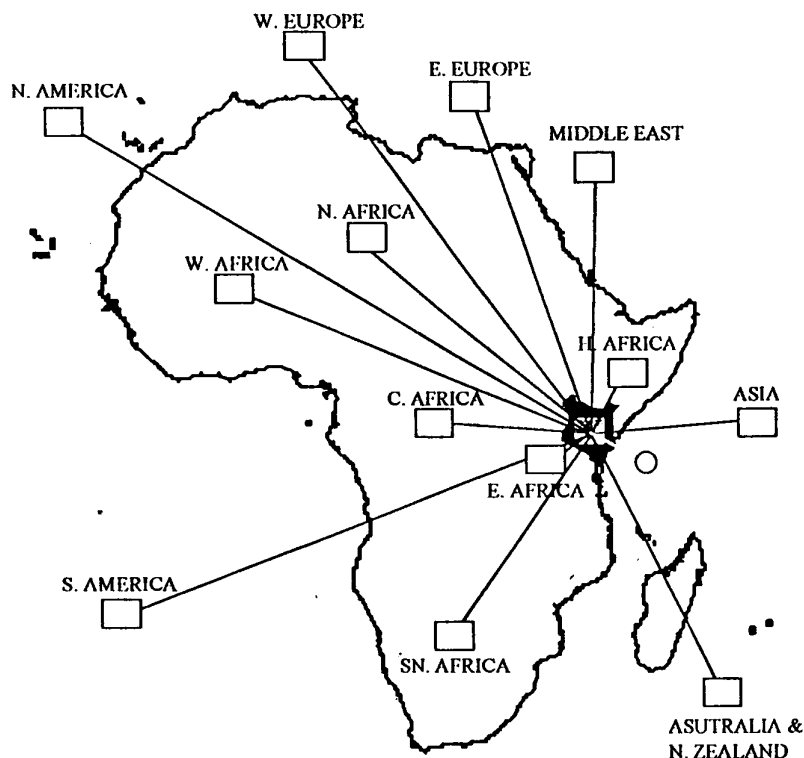 W. EUROPE
E. EUROPE
N. AMERICA
MIDDLE EAST
N. AFRICA
W. AFRICA
H. AFRICA
C. AFRICA
ASIA
E. AFRICA
S. AMERICA
SN. AFRICA
ASUTRALIA &
N. ZEALAND